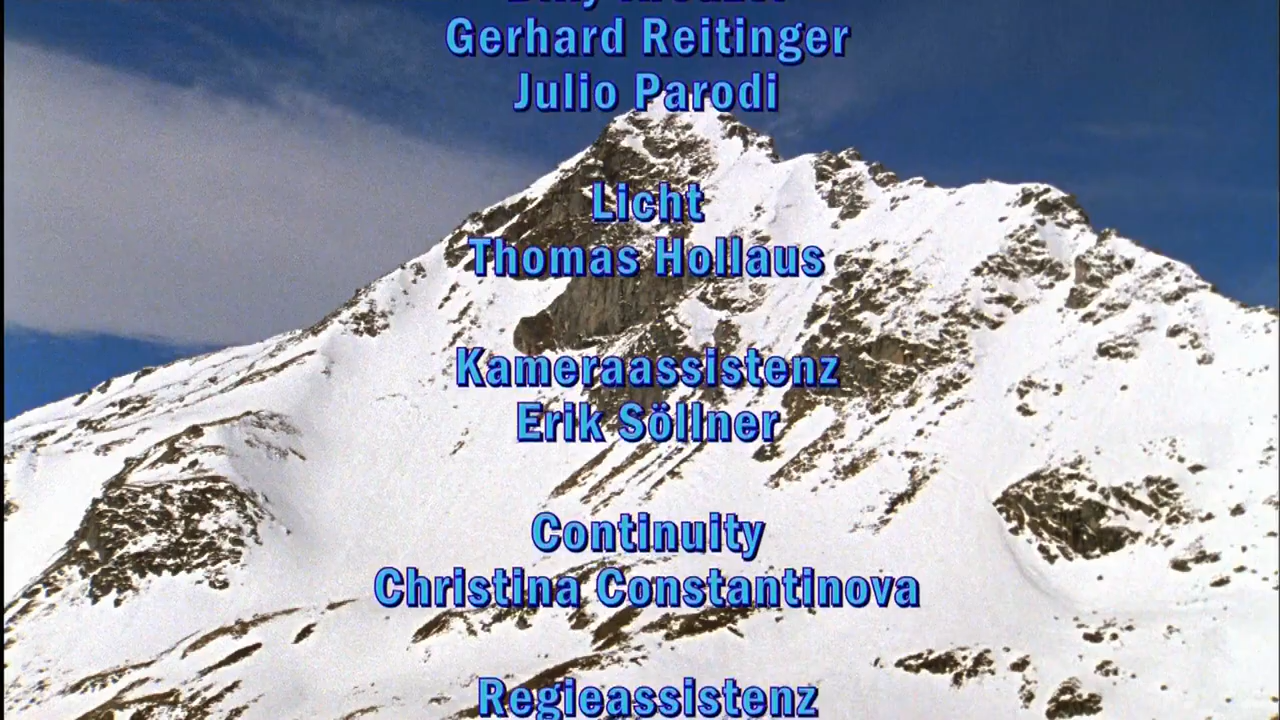 Gerhard Reitinger
Julio Parodi
Licht
Thomas Hollaus
Kameraassistenz
Erik Söllner
Continuity
Christina Constantinova
Regieassistenz